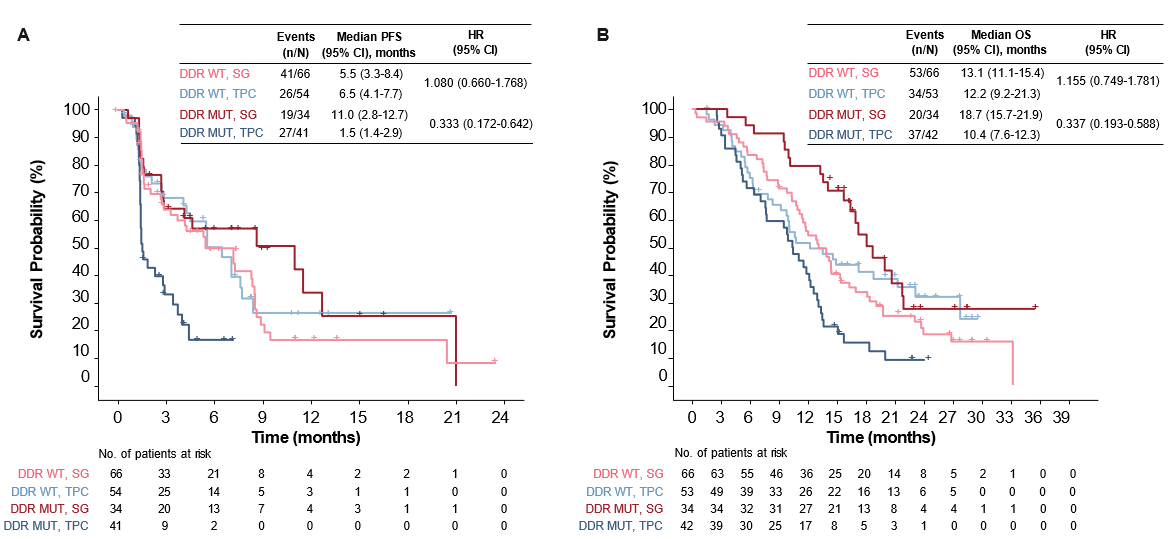 A
Events Median PFS HR
(n/N) (95% CI), months (95% CI)
DDR WT, SG 41/66 5.5 (3.3-8.4)
1.080 (0.660-1.768)
DDR WT, TPC 26/54 6.5 (4.1-7.7)
DDR MUT, SG 19/34 11.0 (2.8-12.7)
0.333 (0.172-0.642)
DDR MUT, TPC 27/41 1.5 (1.4-2.9)
Survival Probability (%)
100
90
80
70
60
50
40
30
20
10
0
0 3 6 9 12 15 18 21 24
Time (months)
No. of patients at risk
DDR WT, SG 66 33 21 8 4 2 2 1 0
DDR WT, TPC 54 25 14 5 3 1 1 0 0
DDR MUT, SG 34 20 13 7 4 3 1 1 0
DDR MUT, TPC 41 9 2 0 0 0 0 0 0
B
Events Median OS HR
(n/N) (95% CI), months (95% CI)
DDR WT, SG 53/66 13.1 (11.1-15.4)
1.155 (0.749-1.781)
DDR WT, TPC 34/53 12.2 (9.2-21.3)
DDR MUT, SG 20/34 18.7 (15.7-21.9)
0.337 (0.193-0.588)
DDR MUT, TPC 37/42 10.4 (7.6-12.3)
Survival Probability (%)
100
90
80
70
60
50
40
30
20
10
0
0 3 6 9 12 15 18 21 24 27 30 33 36 39
Time (months)
No. of patients at risk
DDR WT, SG 66 63 55 46 36 25 20 14 8 5 2 1 0 0
DDR WT, TPC 53 49 39 33 26 22 16 13 6 5 0 0 0 0
DDR MUT, SG 34 34 32 31 27 21 13 8 4 4 1 1 0 0
DDR MUT, TPC 42 39 30 25 17 8 5 3 1 0 0 0 0 0